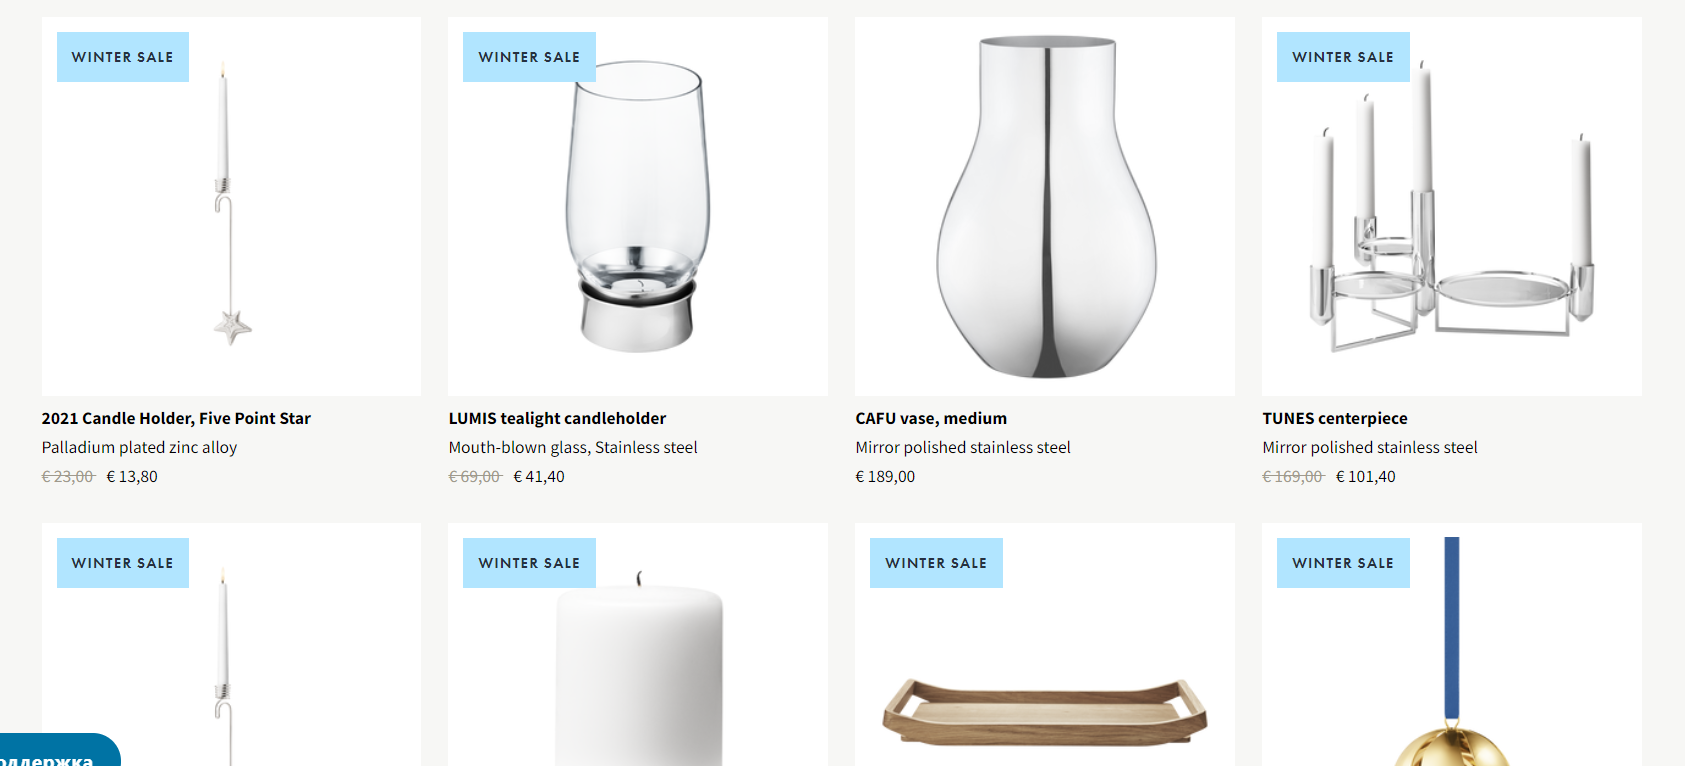 WINTER SALE
WINTER SALE
WINTER SALE
2021 Candle Holder, Five Point Star
Palladium plated zinc alloy
€ 23,00 € 13,80
LUMIS tealight candleholder
Mouth-blown glass, Stainless steel
€ 69,00 € 41,40
CAFU vase, medium
Mirror polished stainless steel
€ 189,00
TUNES centerpiece
Mirror polished stainless steel
€ 169,00 € 101,40
WINTER SALE
WINTER SALE
WINTER SALE
WINTER SALE